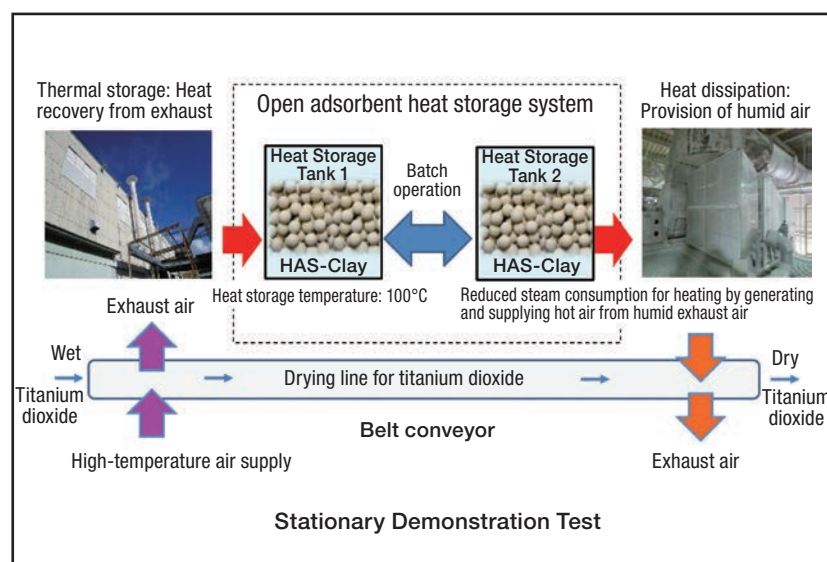 Thermal storage: Heat
recovery from exhaust
Open adsorbent heat storage system
Heat dissipation:
Provision of humid air
Heat Storage
Tank 1
HAS-Clay
Batch
operation
Heat Storage
Tank 2
HAS-Clay
Heat storage temperature: 100°C
Reduced steam consumption for heating by generating
and supplying hot air from humid exhaust air
Exhaust air
Wet
Titanium
dioxide
Drying line for titanium dioxide
Dry
Titanium
dioxide
Belt conveyor
High-temperature air supply
Exhaust air
Stationary Demonstration Test